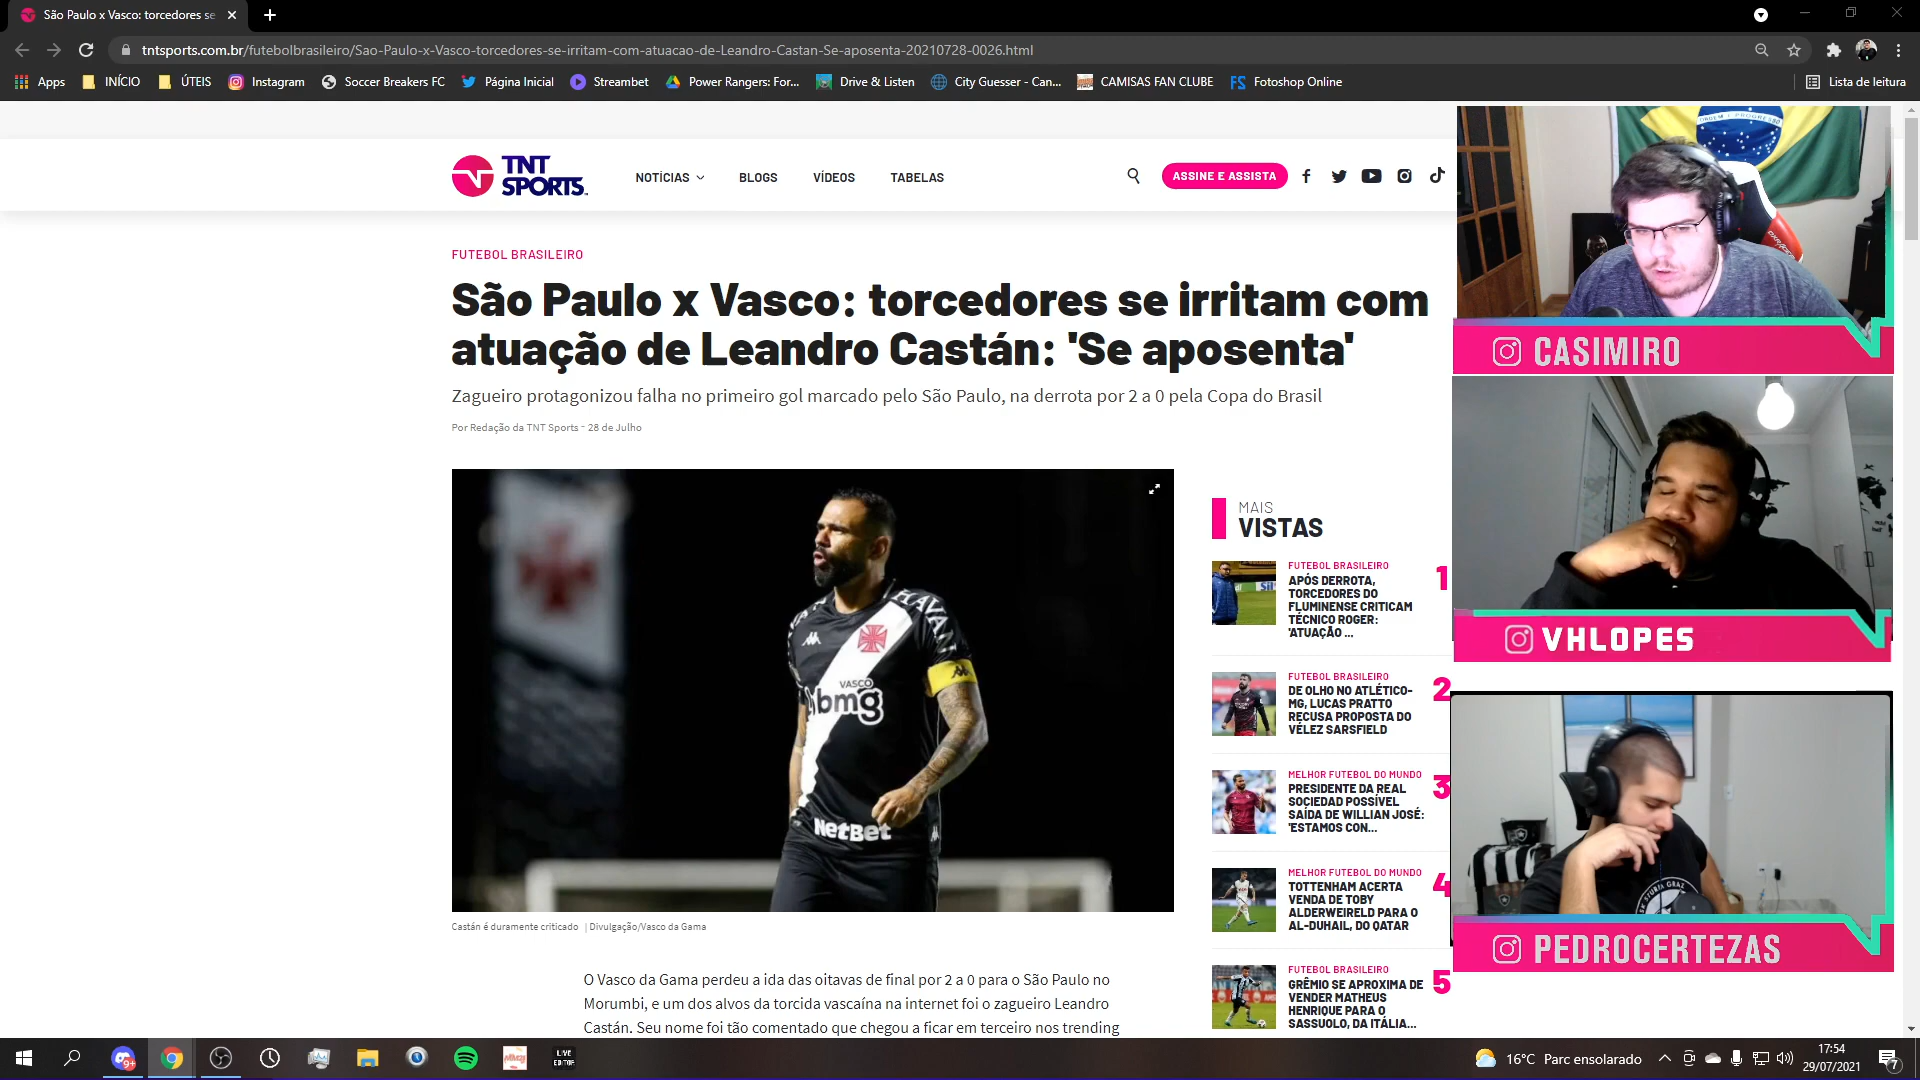 São Paulo x Vasco: torcedores se
tntsports.com.br/futebolbrasileiro/Sao-Paulo-x-Vasco-torcedores-se-irritam-com-atuacao-de-Leandro-Castan-Se-aposenta-20210728-0026.html
Apps INÍCIO ÚTEIS Instagram Soccer Breakers FC Página Inicial Streambet Power Rangers: For... Drive & Listen City Guesser - Can... CAMISAS FAN CLUBE FS Fotoshop Online Lista de leitura
TNT SPORTS
NOTÍCIAS BLOGS VÍDEOS TABELAS
ASSINE E ASSISTA
FUTEBOL BRASILEIRO
São Paulo x Vasco: torcedores se irritam com
atuação de Leandro Castán: 'Se aposenta'
Zagueiro protagonizou falha no primeiro gol marcado pelo São Paulo, na derrota por 2 a 0 pela Copa do Brasil
Por Redação da TNT Sports - 28 de Julho
HAVAN
VASCO
bmg
NetBet
Castán é duramente criticado | Divulgação/Vasco da Gama
O Vasco da Gama perdeu a ida das oitavas de final por 2 a 0 para o São Paulo no
Morumbi, e um dos alvos da torcida vascaína na internet foi o zagueiro Leandro
Castán. Seu nome foi tão comentado que chegou a ficar em terceiro nos trending
MAIS
VISTAS
FUTEBOL BRASILEIRO
1
APÓS DERROTA,
TORCEDORES DO
FLUMINENSE CRITICAM
TÉCNICO ROGER:
'ATUAÇÃO ...
FUTEBOL BRASILEIRO
2
DE OLHO NO ATLÉTICO-
MG, LUCAS PRATTO
RECUSA PROPOSTA DO
VÉLEZ SARSFIELD
MELHOR FUTEBOL DO MUNDO
3
PRESIDENTE DA REAL
SOCIEDAD POSSÍVEL
SAÍDA DE WILLIAN JOSÉ:
'ESTAMOS CON...
MELHOR FUTEBOL DO MUNDO
4
TOTTENHAM ACERTA
VENDA DE TOBY
ALDERWEIRELD PARA O
AL-DUHAIL, DO QATAR
FUTEBOL BRASILEIRO
5
GRÊMIO SE APROXIMA DE
VENDER MATHEUS
HENRIQUE PARA O
SASSUOLO, DA ITÁLIA...
CASIMIRO
VHLOPES
SK STURM GRAZ
PEDROCERTEZAS
9+
LIVE
EDITOR
16°C Parc ensolarado
17:54
29/07/2021
7